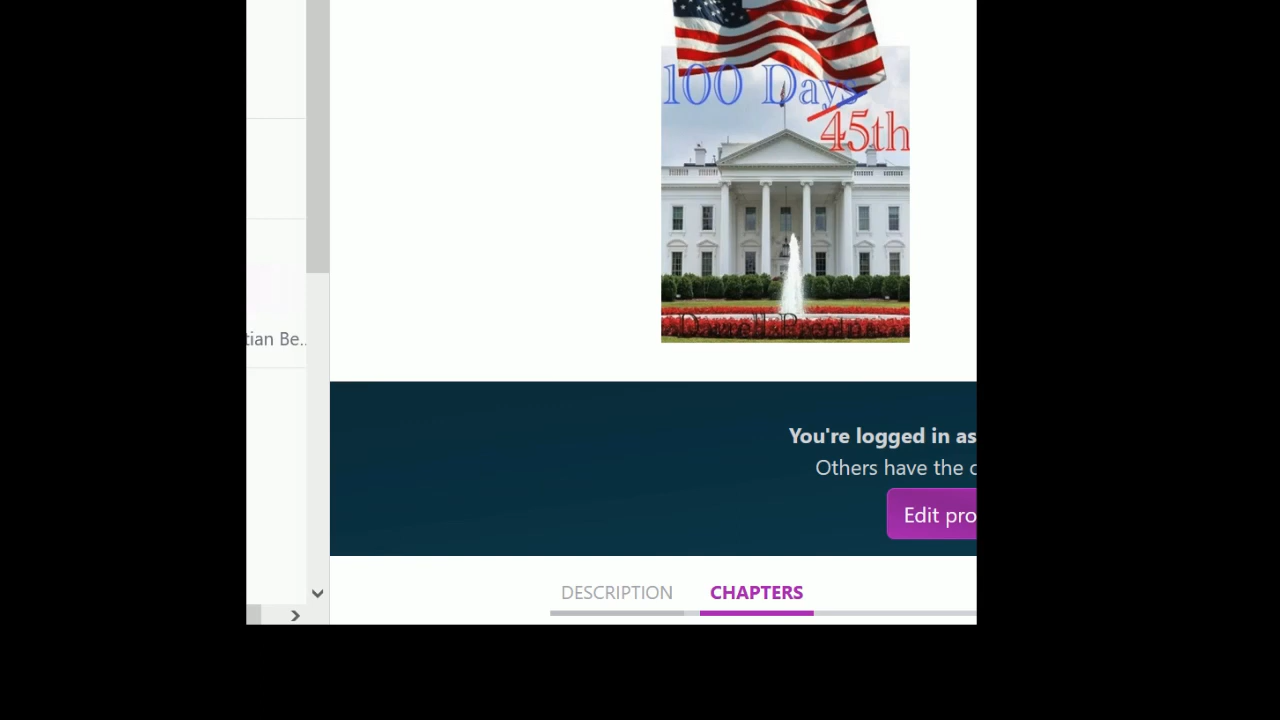 100 Days
45th
tian Be..
You're logged in as
Others have the
Edit pro
DESCRIPTION
CHAPTERS